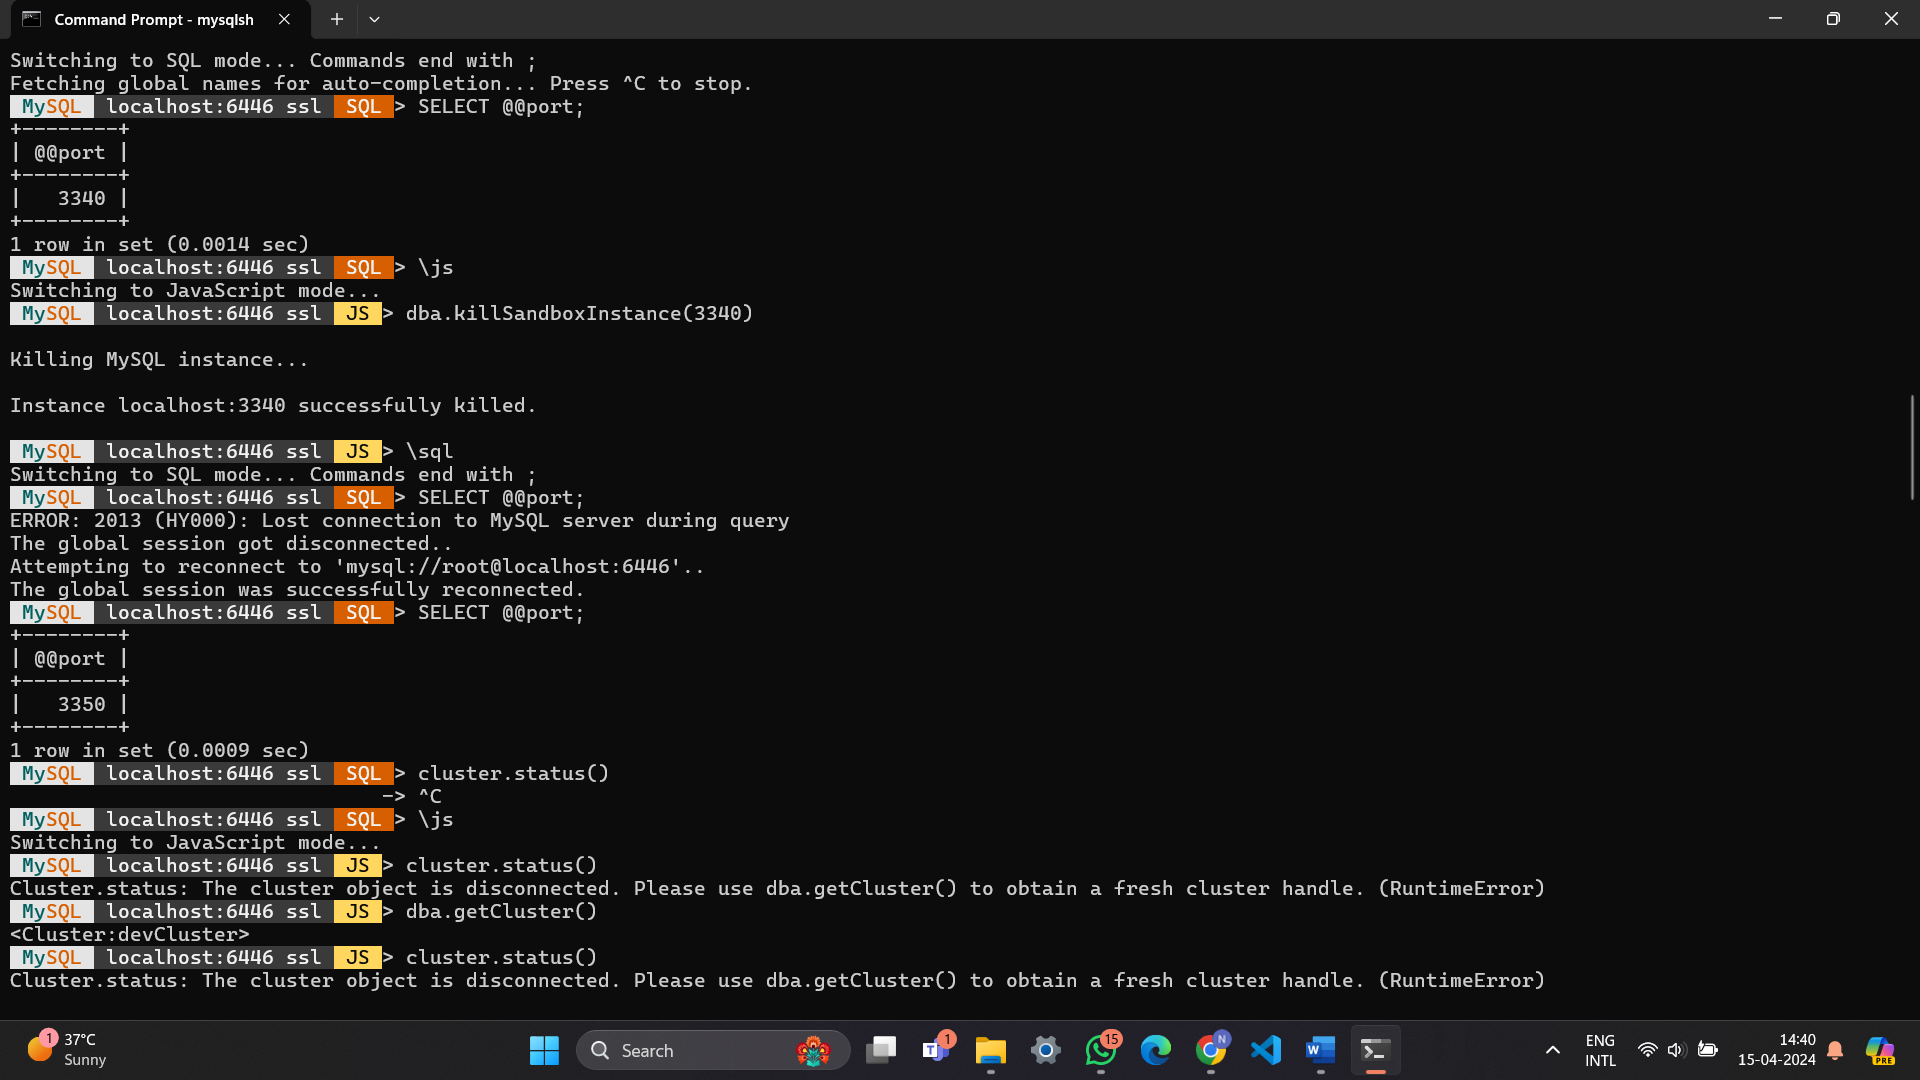 Command Prompt - mysqlsh
Switching to SQL mode... Commands end with ;
Fetching global names for auto-completion... Press ^C to stop.
MySQL localhost:6446 ssl SQL > SELECT @@port;
+--------+
| @@port |
+--------+
|   3340 |
+--------+
1 row in set (0.0014 sec)
MySQL localhost:6446 ssl SQL > \js
Switching to JavaScript mode...
MySQL localhost:6446 ssl JS > dba.killSandboxInstance(3340)
Killing MySQL instance...
Instance localhost:3340 successfully killed.
MySQL localhost:6446 ssl JS > \sql
Switching to SQL mode... Commands end with ;
MySQL localhost:6446 ssl SQL > SELECT @@port;
ERROR: 2013 (HY000): Lost connection to MySQL server during query
The global session got disconnected..
Attempting to reconnect to 'mysql://root@localhost:6446'..
The global session was successfully reconnected.
MySQL localhost:6446 ssl SQL > SELECT @@port;
+--------+
| @@port |
+--------+
|   3350 |
+--------+
1 row in set (0.0009 sec)
MySQL localhost:6446 ssl SQL > cluster.status()
-> ^C
MySQL localhost:6446 ssl SQL > \js
Switching to JavaScript mode...
MySQL localhost:6446 ssl JS > cluster.status()
Cluster.status: The cluster object is disconnected. Please use dba.getCluster() to obtain a fresh cluster handle. (RuntimeError)
MySQL localhost:6446 ssl JS > dba.getCluster()
<Cluster:devCluster>
MySQL localhost:6446 ssl JS > cluster.status()
Cluster.status: The cluster object is disconnected. Please use dba.getCluster() to obtain a fresh cluster handle. (RuntimeError)
1
37°C
Sunny
Search
T
1
15
N
W
ENG
INTL
14:40
15-04-2024
PRE